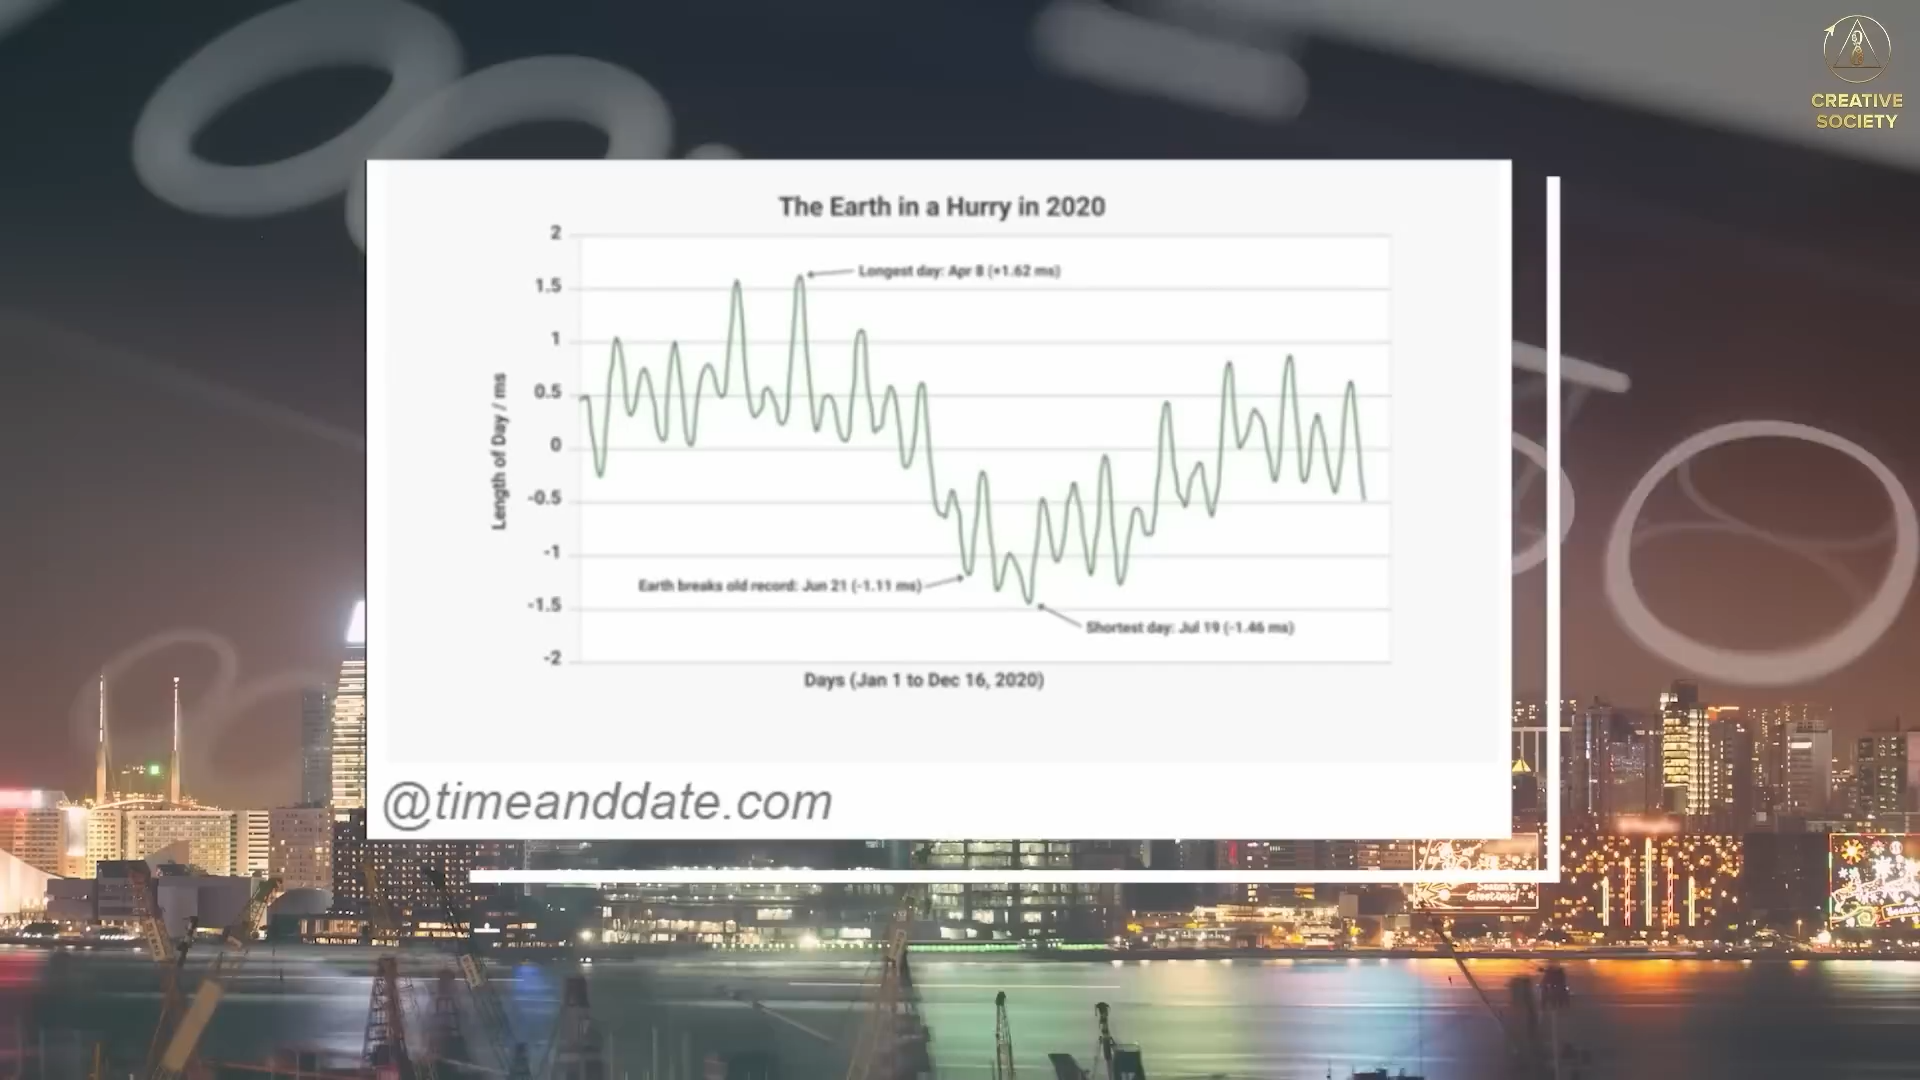 CREATIVE
SOCIETY
The Earth in a Hurry in 2020
2
Longest day: Apr 8 (+1.62 ms)
1.5
1
0.5
Length of Day / ms
0
-0.5
-1
Earth breaks old record: Jun 21 (-1.11 ms)
-1.5
Shortest day: Jul 19 (-1.46 ms)
-2
Days (Jan 1 to Dec 16, 2020)
@timeanddate.com
Season's
Greetings!